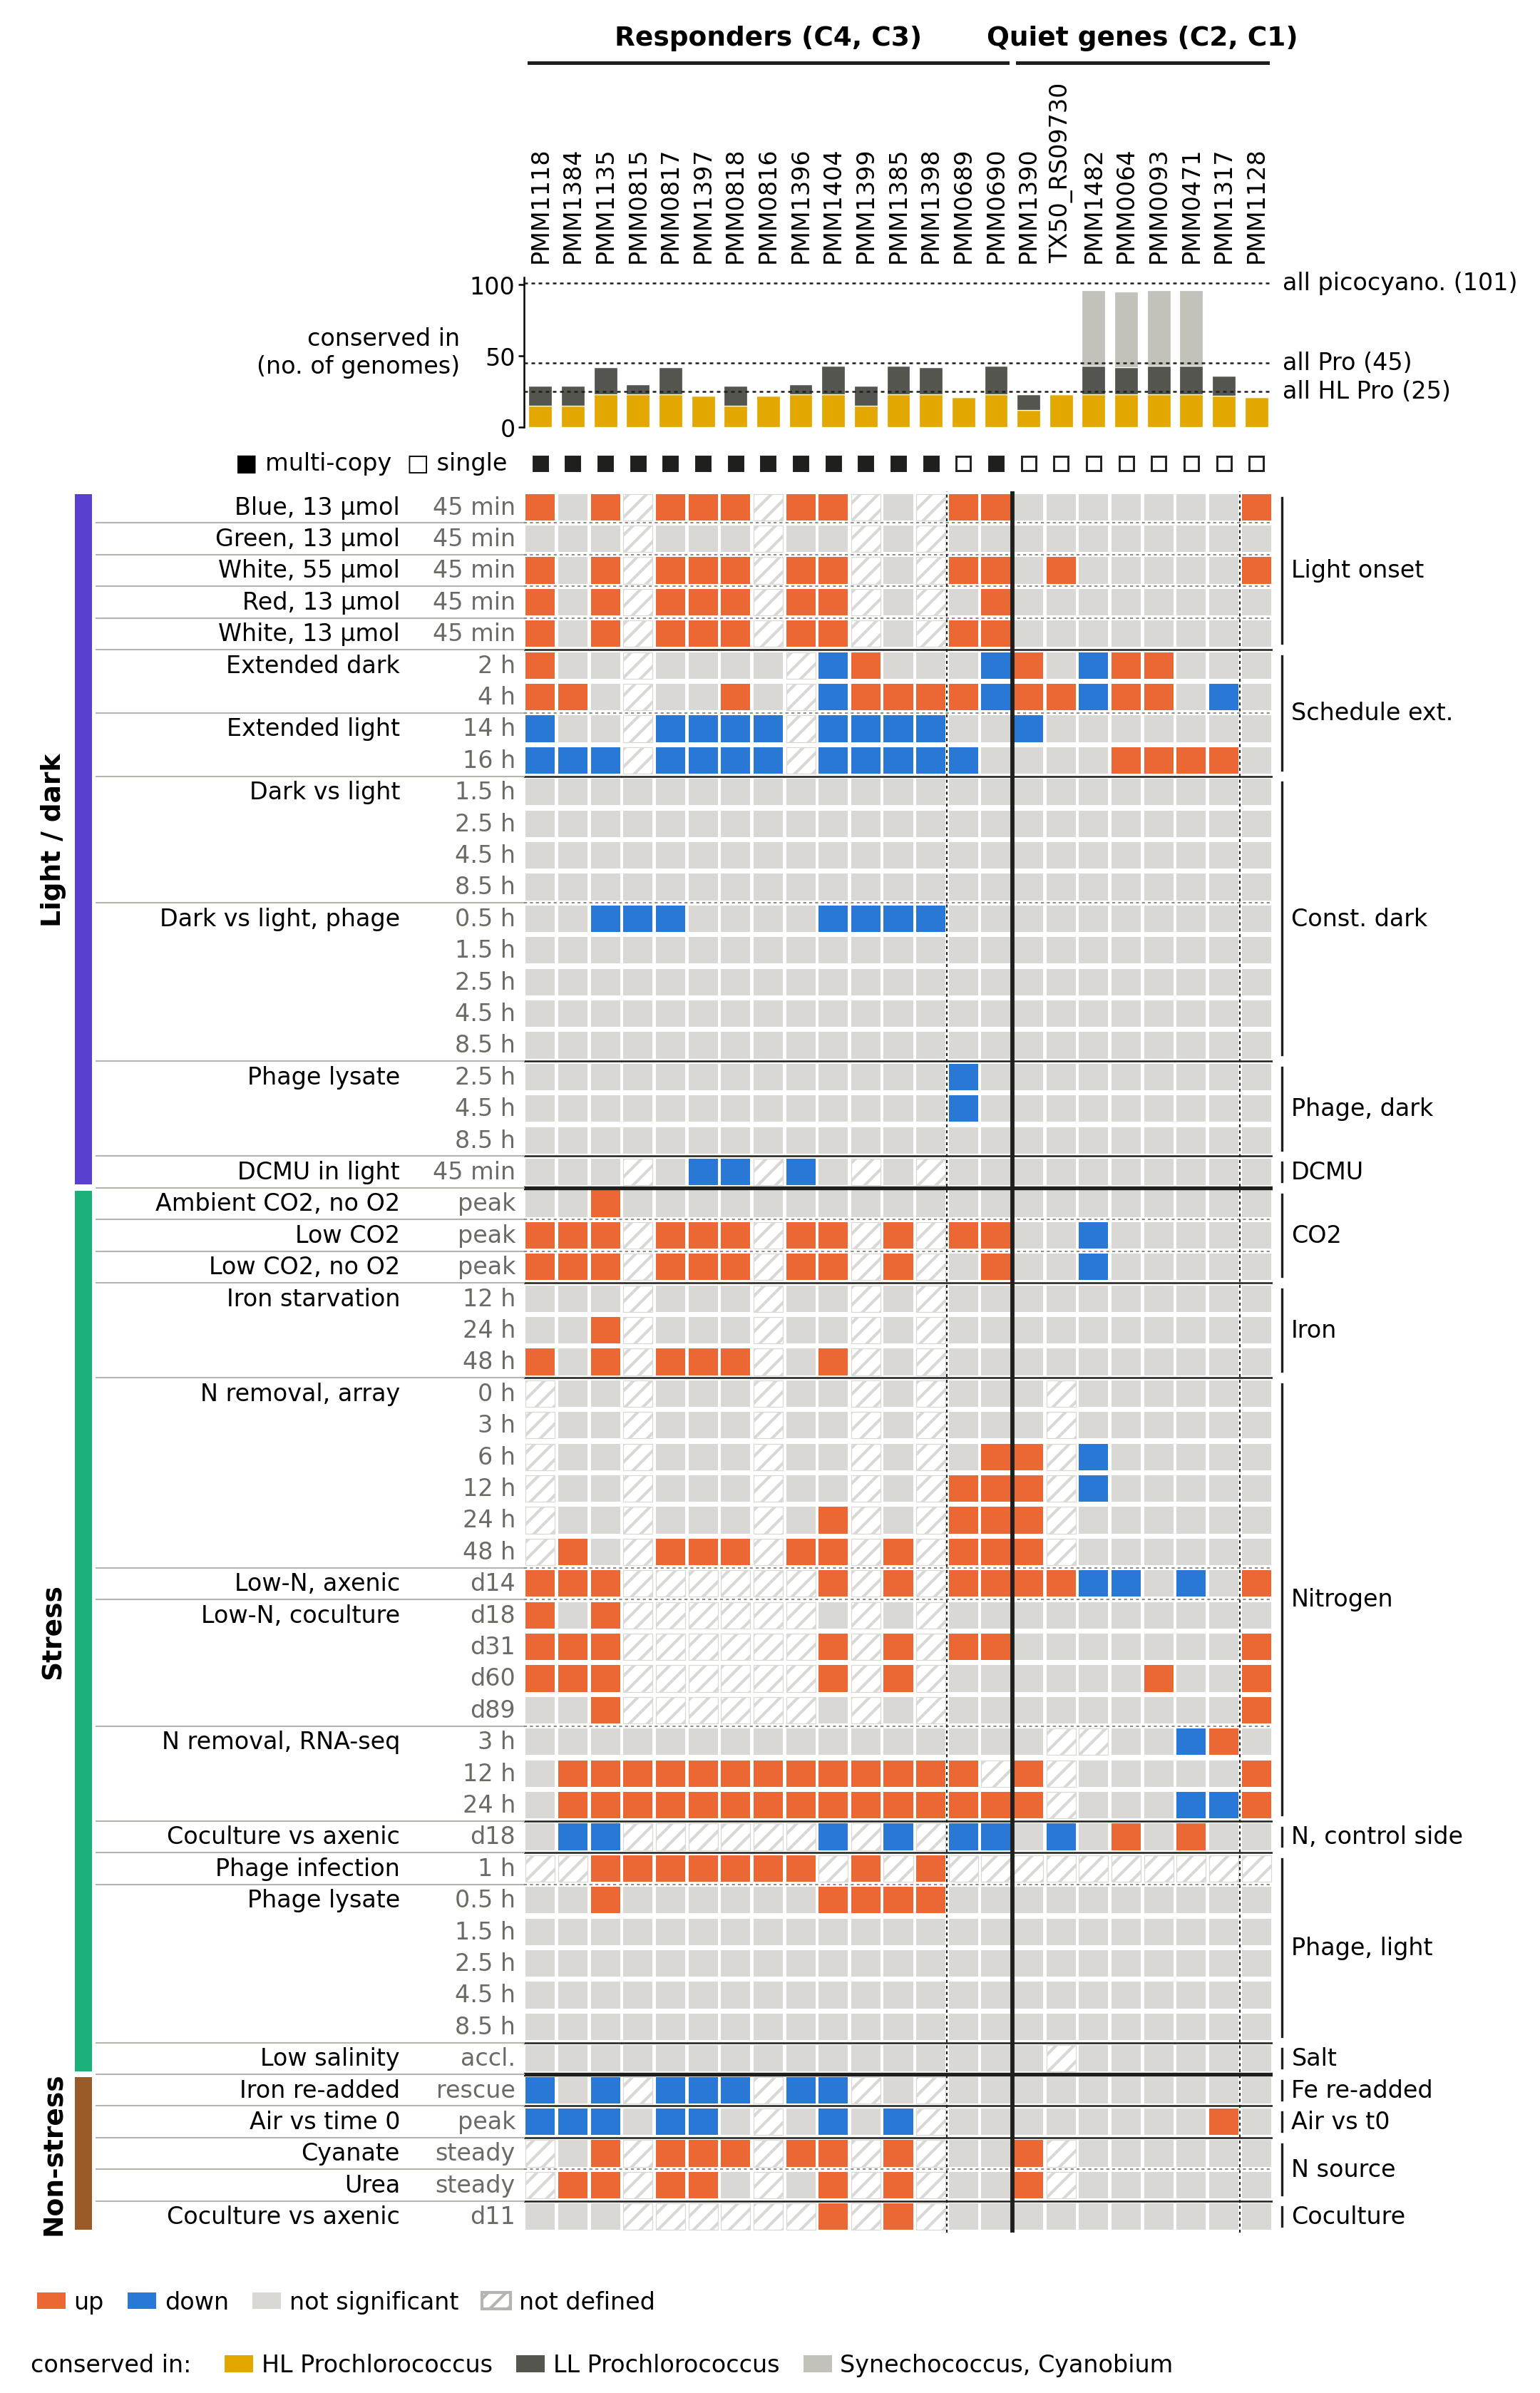 Responders (C4, C3) Quiet genes (C2, C1)
PMM1118
PMM1384
PMM1135
PMM0815
PMM0817
PMM1397
PMM0818
PMM0816
PMM1396
PMM1404
PMM1399
PMM1385
PMM1398
PMM0689
PMM0690
PMM1390
TX50_RS09730
PMM1482
PMM0064
PMM0093
PMM0471
PMM1317
PMM1128
100
50
0
conserved in
(no. of genomes)
all picocyano. (101)
all Pro (45)
all HL Pro (25)
multi-copy single
Light / dark
Blue, 13 µmol 45 min
Green, 13 µmol 45 min
White, 55 µmol 45 min
Red, 13 µmol 45 min
White, 13 µmol 45 min
Light onset
Extended dark 2 h
4 h
Extended light 14 h
16 h
Schedule ext.
Dark vs light 1.5 h
2.5 h
4.5 h
8.5 h
Dark vs light, phage 0.5 h
1.5 h
2.5 h
4.5 h
8.5 h
Const. dark
Phage lysate 2.5 h
4.5 h
8.5 h
Phage, dark
DCMU in light 45 min
DCMU
Stress
Ambient CO2, no O2 peak
Low CO2 peak
Low CO2, no O2 peak
CO2
Iron starvation 12 h
24 h
48 h
Iron
N removal, array 0 h
3 h
6 h
12 h
24 h
48 h
Low-N, axenic d14
Low-N, coculture d18
d31
d60
d89
N removal, RNA-seq 3 h
12 h
24 h
Nitrogen
Coculture vs axenic d18
N, control side
Phage infection 1 h
Phage lysate 0.5 h
1.5 h
2.5 h
4.5 h
8.5 h
Phage, light
Low salinity accl.
Salt
Non-stress
Iron re-added rescue
Fe re-added
Air vs time 0 peak
Air vs t0
Cyanate steady
Urea steady
N source
Coculture vs axenic d11
Coculture
up down not significant not defined
conserved in: HL Prochlorococcus LL Prochlorococcus Synechococcus, Cyanobium